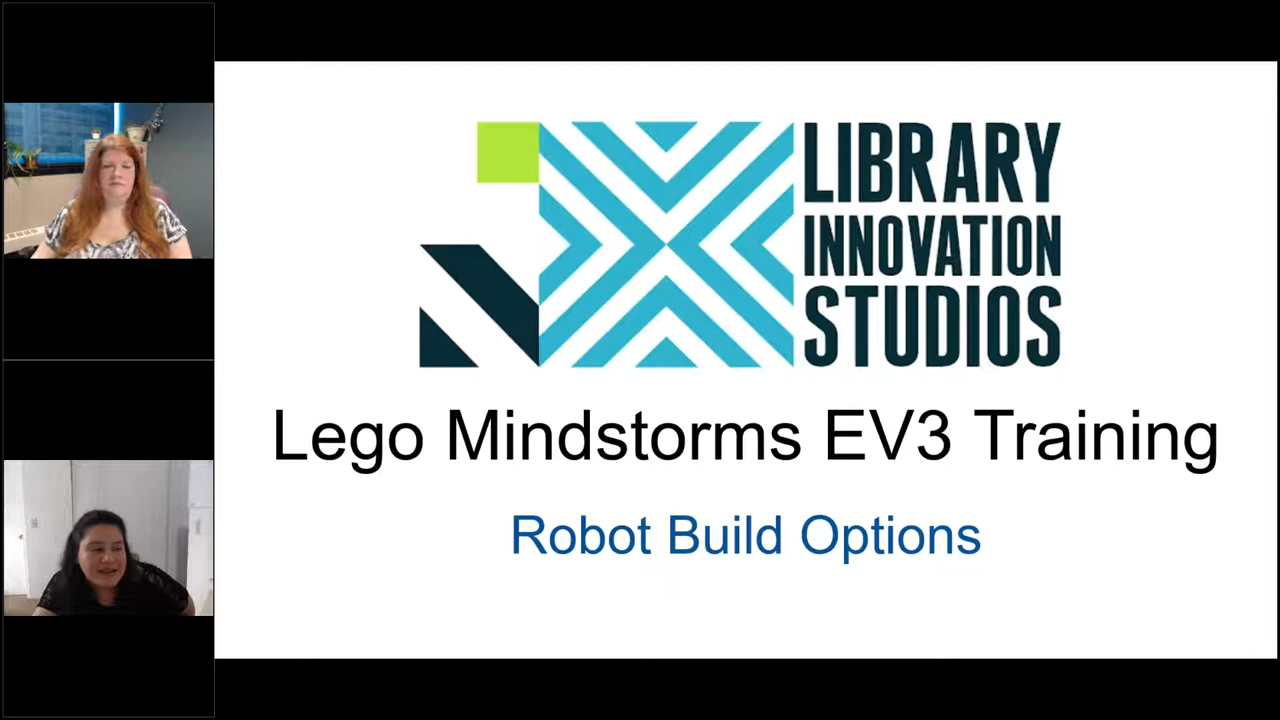 LIBRARY
INNOVATION
STUDIOS
Lego Mindstorms EV3 Training
Robot Build Options